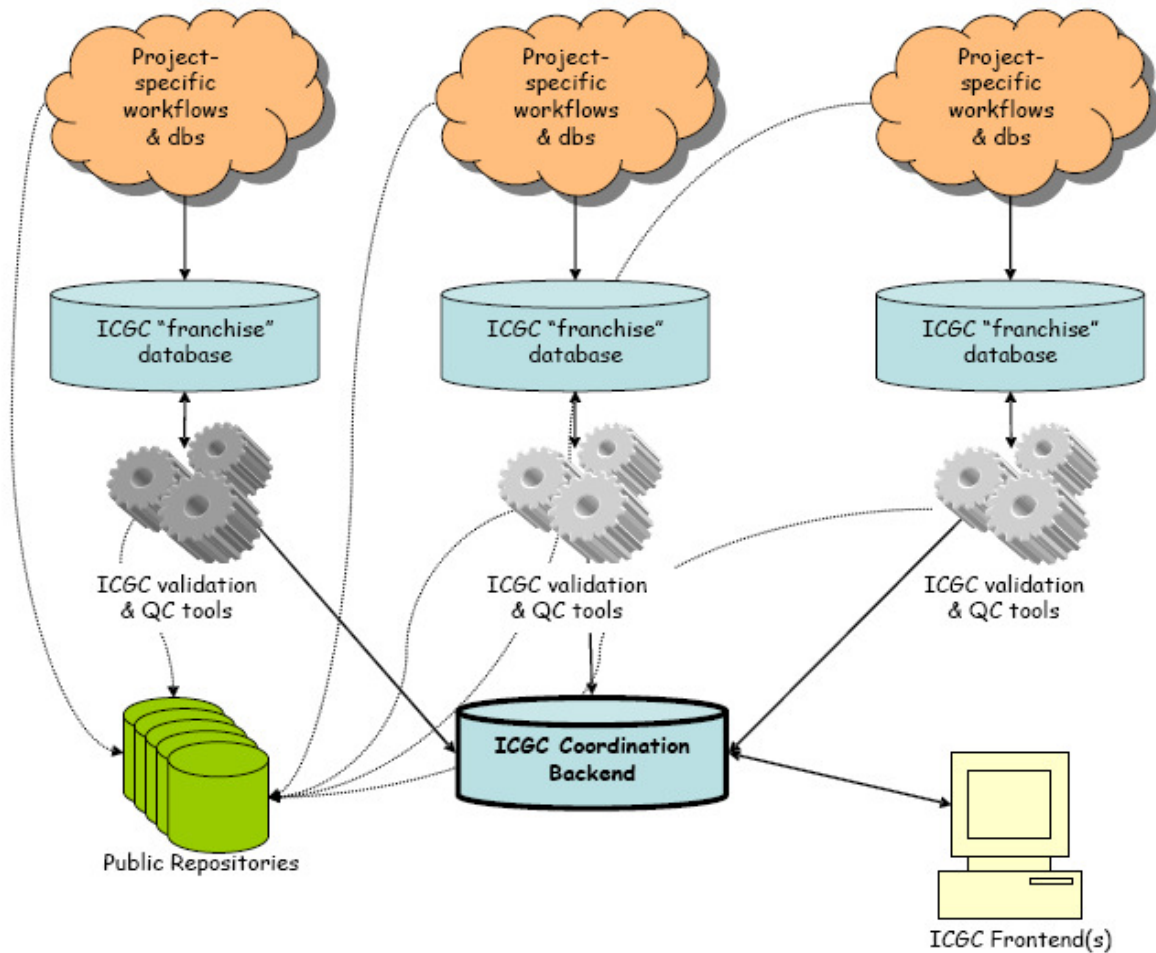 Project-
specific
workflows
& dbs
Project-
specific
workflows
& dbs
Project-
specific
workflows
& dbs
ICGC “franchise”
database
ICGC “franchise”
database
ICGC “franchise”
database
ICGC validation
& QC tools
ICGC validation
& QC tools
ICGC validation
& QC tools
ICGC Coordination
Backend
Public Repositories
ICGC Frontend(s)